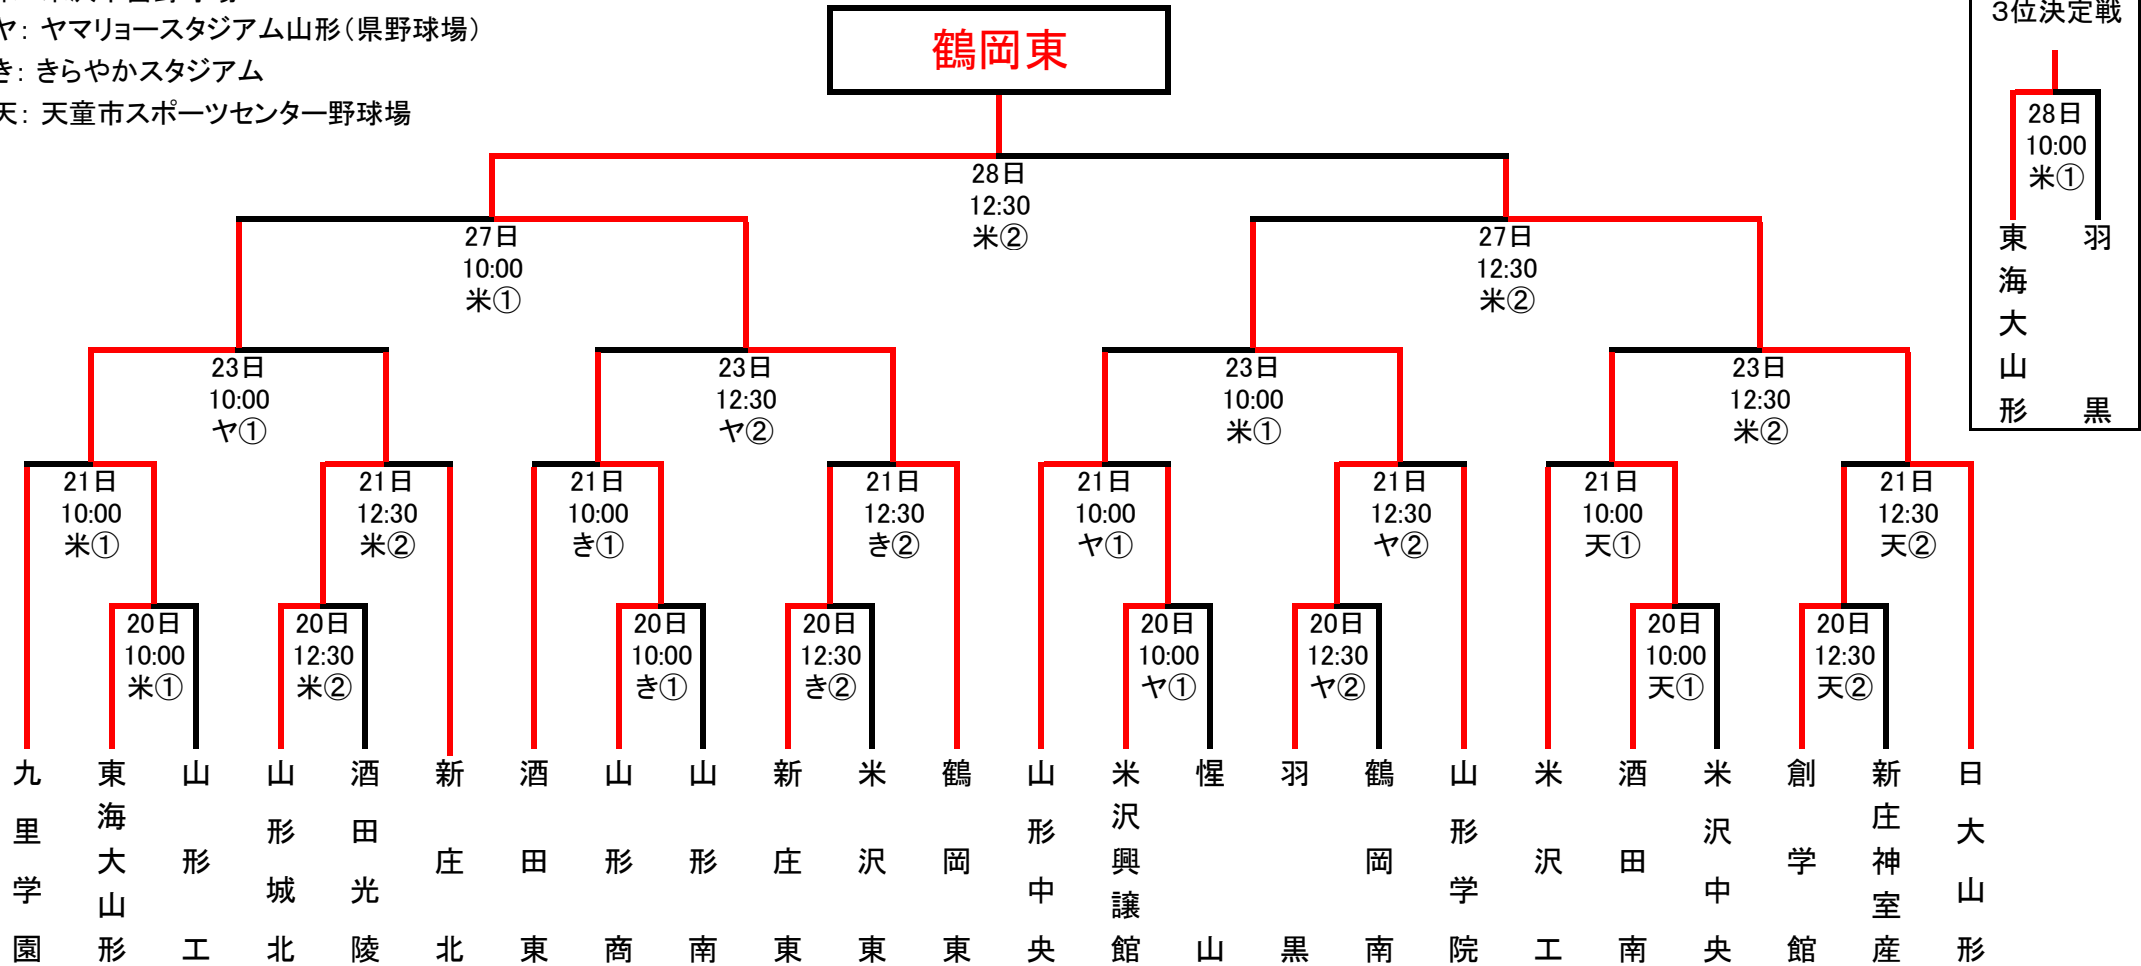 ヤ： ヤマリョースタジアム山形（県野球場）
き： きらやかスタジアム
天： 天童市スポーツセンター野球場
鶴岡東
3位決定戦
28日
10:00
米①
東海大山形
羽黒
28日
12:30
米②
27日
10:00
米①
27日
12:30
米②
23日
10:00
ヤ①
23日
12:30
ヤ②
23日
10:00
米①
23日
12:30
米②
21日
10:00
米①
21日
12:30
米②
21日
10:00
き①
21日
12:30
き②
21日
10:00
ヤ①
21日
12:30
ヤ②
21日
10:00
天①
21日
12:30
天②
20日
10:00
米①
20日
12:30
米②
20日
10:00
き①
20日
12:30
き②
20日
10:00
ヤ①
20日
12:30
ヤ②
20日
10:00
天①
20日
12:30
天②
九里学園
東海大山形
山形工
山形城北
酒田光陵
新庄北
酒田東
山形商
山形南
新庄東
米沢東
鶴岡東
山形中央
米沢興譲館
惺山
羽黒
鶴岡南
山形学院
米沢工
酒田南
米沢中央
創学館
新庄神室産
日大山形